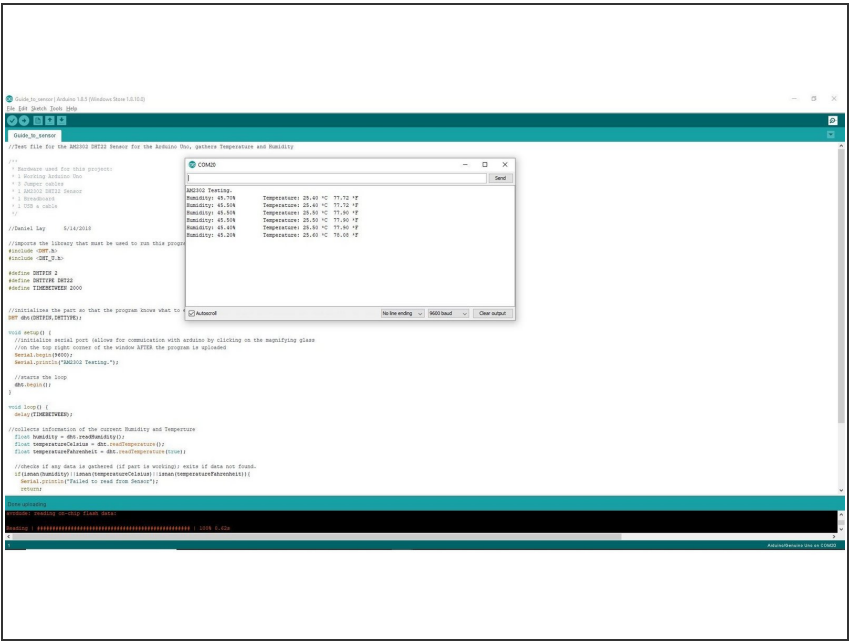 Guide_to_sensor | Arduino 1.8.5 (Windows Store 1.8.10.0)
File Edit Sketch Tools Help
Guide_to_sensor
//Test file for the AM2302 DHT22 Sensor for the Arduino Uno, gathers Temperature and Humidity
/**
* Hardware used for this project:
* 1 Working Arduino Uno
* 3 Jumper cables
* 1 AM2302 DHT22 Sensor
* 1 Breadboard
* 1 USB a cable
*/
//Daniel Lay 5/14/2018
//imports the library that must be used to run this progra
#include <DHT.h>
#include <DHT_U.h>
#define DHTPIN 2
#define DHTTYPE DHT22
#define TIMEBETWEEN 2000
//initializes the part so that the program knows what to
DHT dht(DHTPIN,DHTTYPE);
void setup() {
//initialize serial port (allows for commuication with arduino by clicking on the magnifying glass
//on the top right corner of the window AFTER the program is uploaded
Serial.begin(9600);
Serial.println("AM2302 Testing.");
//starts the loop
dht.begin();
}
void loop() {
delay(TIMEBETWEEN);
//collects information of the current Humidity and Temperture
float humidity = dht.readHumidity();
float temperatureCelsius = dht.readTemperature();
float temperatureFahrenheit = dht.readTemperature(true);
//Checks if any data is gathered (if part is working); exits if data not found.
if(isnan(humidity)||isnan(temperatureCelsius)||isnan(temperatureFahrenheit)){
Serial.println("Failed to read from Sensor");
return;
COM20
Send
AM2302 Testing.
Humidity: 45.70% Temperature: 25.40 *C 77.72 *F
Humidity: 45.50% Temperature: 25.40 *C 77.72 *F
Humidity: 45.50% Temperature: 25.50 *C 77.90 *F
Humidity: 45.50% Temperature: 25.50 *C 77.90 *F
Humidity: 45.40% Temperature: 25.50 *C 77.90 *F
Humidity: 45.20% Temperature: 25.60 *C 78.08 *F
Autoscroll
No line ending
9600 baud
Clear output
Done uploading.
avrdude: reading on-chip flash data:
Reading | ################################################## | 100% 0.62s
Arduino/Genuino Uno on COM20